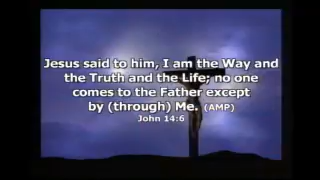 Jesus said to him, I am the Way and
the Truth and the Life; no one
comes to the Father except
by (through) Me. (AMP)
John 14:6